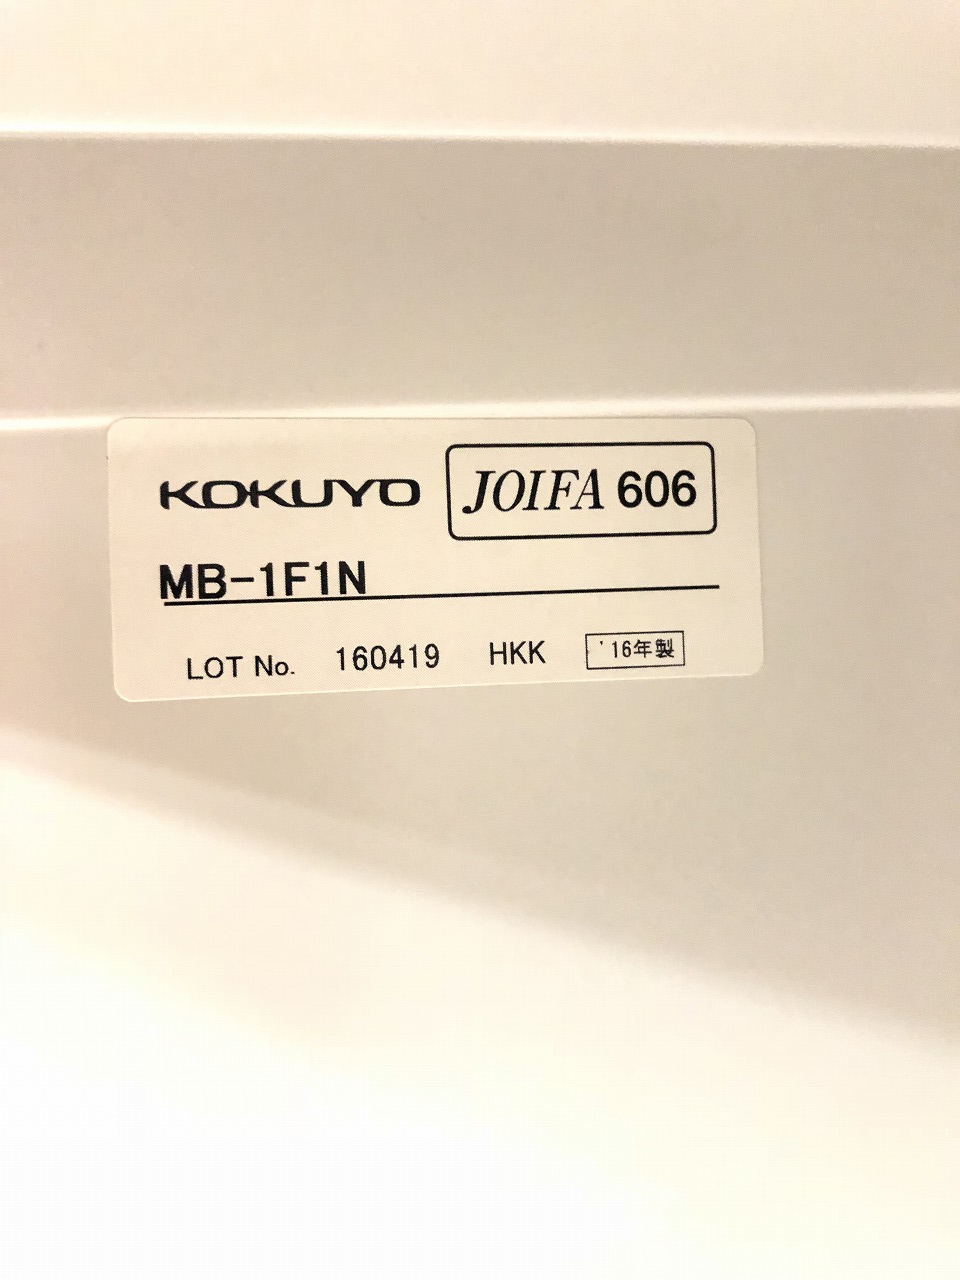 KOKUYO JOIFA 606
MB-1F1N
LOT No. 160419 HKK '16年製